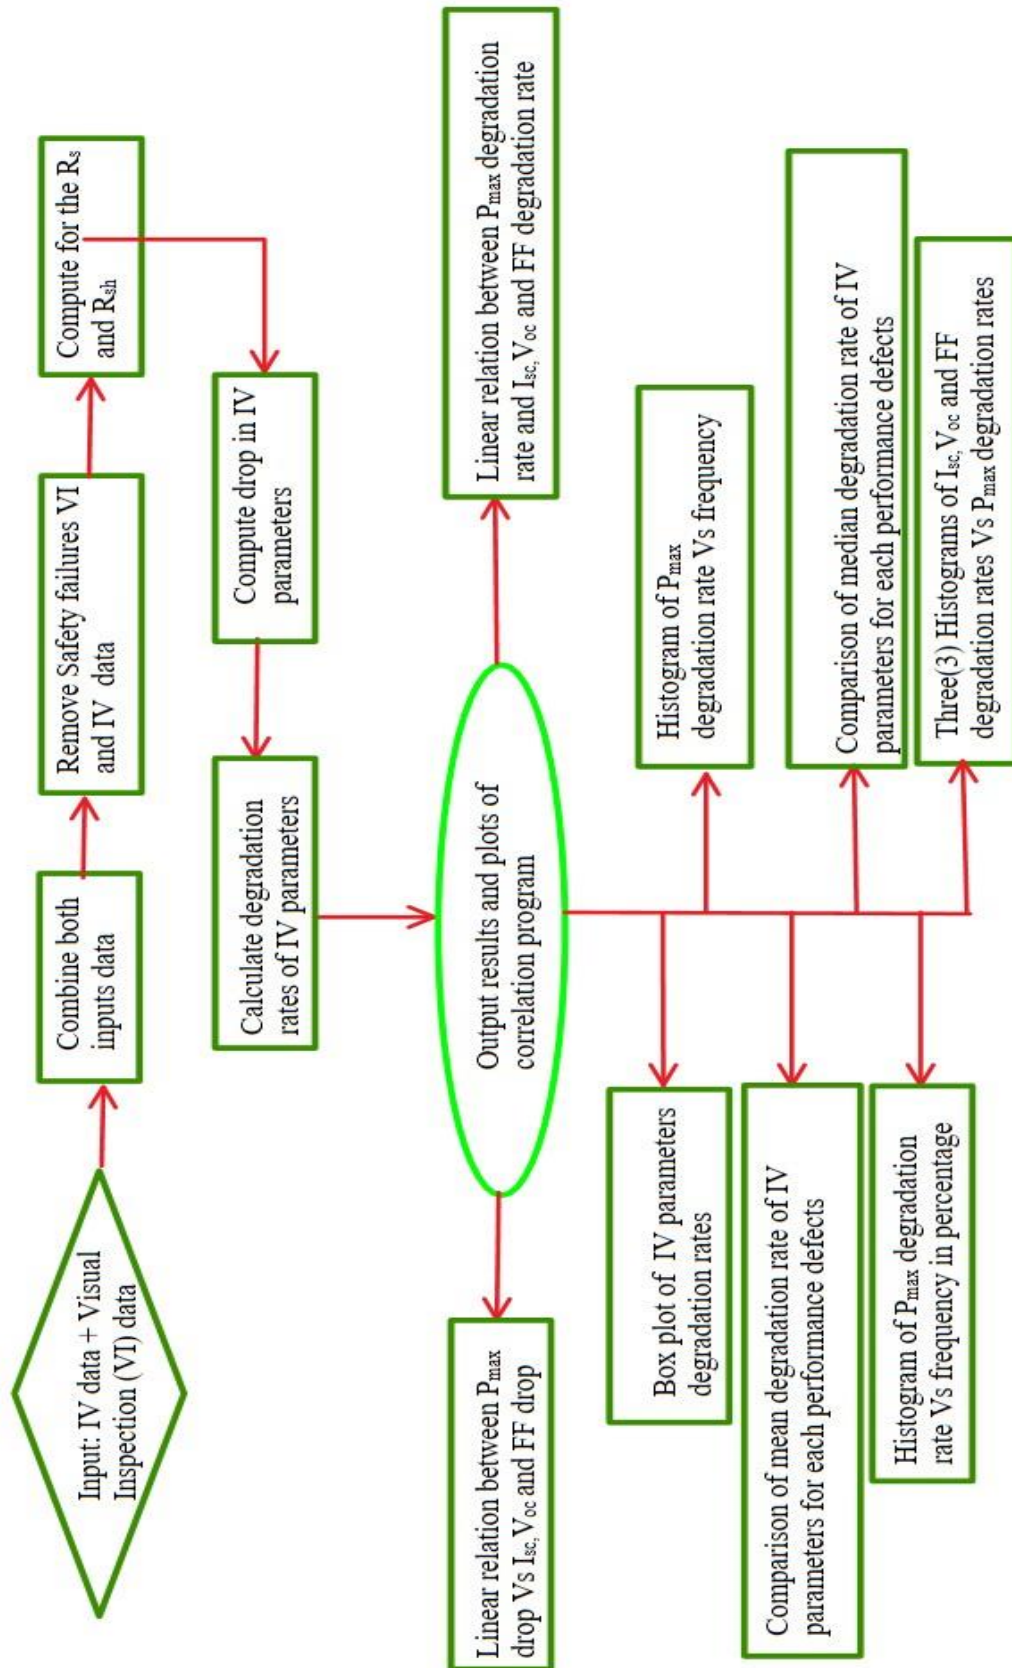 Input: IV data + Visual
Inspection (VI) data
Combine both
inputs data
Remove Safety failures VI
and IV data
Compute for the Rs
and Rsh
Compute drop in IV
parameters
Calculate degradation
rates of IV parameters
Output results and plots of
correlation program
Linear relation between Pmax
drop Vs Isc,Voc and FF drop
Linear relation between Pmax degradation
rate and Isc,Voc and FF degradation rate
Box plot of IV parameters
degradation rates
Histogram of Pmax
degradation rate Vs frequency
Comparison of mean degradation rate of IV
parameters for each performance defects
Comparison of median degradation rate of IV
parameters for each performance defects
Histogram of Pmax degradation
rate Vs frequency in percentage
Three(3) Histograms of Isc,Voc and FF
degradation rates Vs Pmax degradation rates